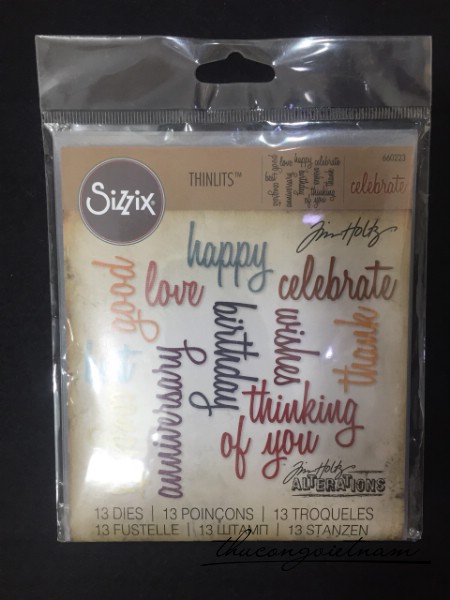 Sizzix®
THINLITS™
660223
celebrate
Tim Holtz
happy
good
love
celebrate
birthday
wishes
thank
anniversary
thinking
of you
Tim Holtz
ALTERATIONS
13 DIES | 13 POINÇONS | 13 TROQUELES
13 FUSTELLE | 13 ШТАМП | 13 STANZEN
thucongvietnam